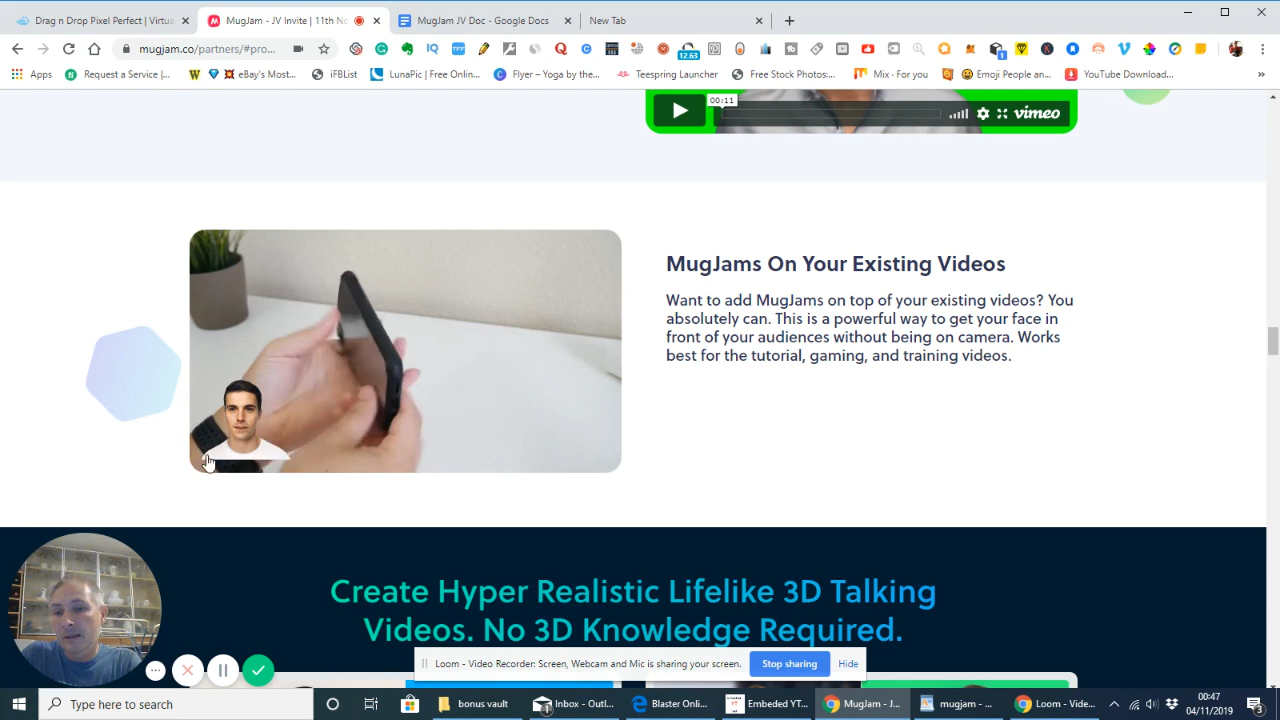 Drag n Drop Pixel Perfect | Virtua
MugJam - JV Invite | 11th No
MugJam JV Doc - Google Docs
New Tab
mugjam.co/partners/#pro...
12.63
1
Apps
Request a Service |...
eBay's Most...
iFBList
LunaPic | Free Onlin...
Flyer – Yoga by the...
Teespring Launcher
Free Stock Photos:...
Mix · For you
Emoji People an...
YouTube Download...
»
00:11
vimeo
MugJams On Your Existing Videos
Want to add MugJams on top of your existing videos? You
absolutely can. This is a powerful way to get your face in
front of your audiences without being on camera. Works
best for the tutorial, gaming, and training videos.
Create Hyper Realistic Lifelike 3D Talking
Videos. No 3D Knowledge Required.
Loom - Video Recorder: Screen, Webcam and Mic is sharing your screen.
Stop sharing
Hide
Type here to search
bonus vault
Inbox - Outl...
Blaster Onli...
Embeded YT...
MugJam - J...
mugjam - ...
Loom - Vide...
00:47
04/11/2019
3